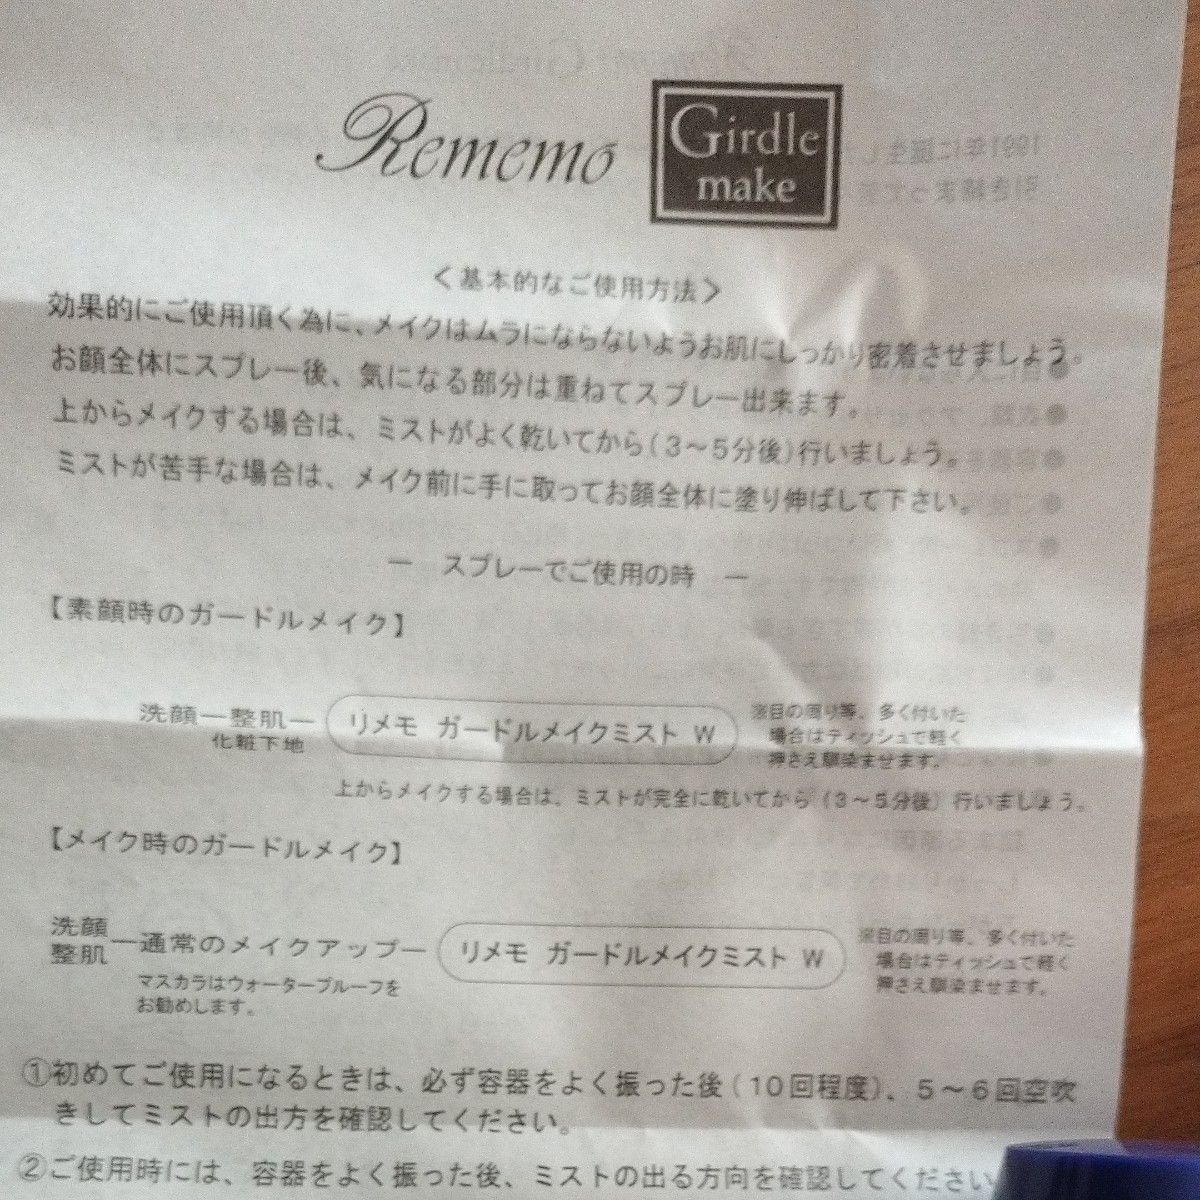 Rememo
Girdle
make
＜基本的なご使用方法＞
効果的にご使用頂く為に、メイクはムラにならないようお肌にしっかり密着させましょう。
お顔全体にスプレー後、気になる部分は重ねてスプレー出来ます。
上からメイクする場合は、ミストがよく乾いてから(３～５分後)行いましょう。
ミストが苦手な場合は、メイク前に手に取ってお顔全体に塗り伸ばして下さい。
― スプレーでご使用の時 ―
【素顔時のガードルメイク】
洗顔―整肌―
化粧下地
リメモ ガードルメイクミスト W
※目の周り等、多く付いた
場合はティッシュで軽く
押さえ馴染ませます。
上からメイクする場合は、ミストが完全に乾いてから（３～５分後）行いましょう。
【メイク時のガードルメイク】
洗顔
整肌
―通常のメイクアップ―
マスカラはウォータープルーフを
お勧めします。
リメモ ガードルメイクミスト W
※目の周り等、多く付いた
場合はティッシュで軽く
押さえ馴染ませます。
①初めてご使用になるときは、必ず容器をよく振った後（10回程度）、５～６回空吹
きしてミストの出方を確認してください。
②ご使用時には、容器をよく振った後、ミストの出る方向を確認してください